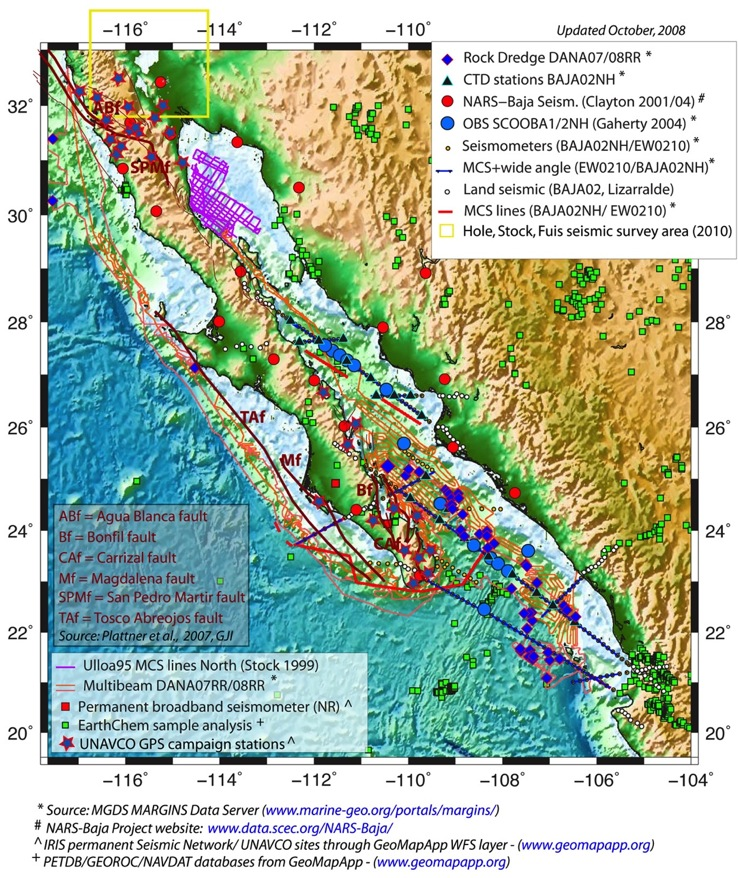 Updated October, 2008
−116° −114° −112° −110° −108° −106° −104°
Rock Dredge DANA07/08RR *
CTD stations BAJA02NH *
NARS−Baja Seism. (Clayton 2001/04) #
OBS SCOOBA1/2NH (Gaherty 2004) *
Seismometers (BAJA02NH/EW0210) *
MCS+wide angle (EW0210/BAJA02NH) *
Land seismic (BAJA02, Lizarralde)
MCS lines (BAJA02NH/ EW0210) *
Hole, Stock, Fuis seismic survey area (2010)
32°
30°
28°
26°
24°
22°
20°
ABf
SPMf
TAf
Mf
Bf
CAf
32°
30°
28°
26°
24°
22°
20°
ABf = Agua Blanca fault
Bf = Bonfil fault
CAf = Carrizal fault
Mf = Magdalena fault
SPMf = San Pedro Martir fault
TAf = Tosco Abreojos fault
Source: Plattner et al., 2007, GJI
Ulloa95 MCS lines North (Stock 1999)
Multibeam DANA07RR/08RR *
Permanent broadband seismometer (NR) ^
EarthChem sample analysis +
UNAVCO GPS campaign stations ^
−116° −114° −112° −110° −108° −106° −104°
* Source: MGDS MARGINS Data Server (www.marine-geo.org/portals/margins/)
# NARS-Baja Project website: www.data.scec.org/NARS-Baja/
^ IRIS permanent Seismic Network/ UNAVCO sites through GeoMapApp WFS layer - (www.geomapapp.org)
+ PETDB/GEOROC/NAVDAT databases from GeoMapApp - (www.geomapapp.org)